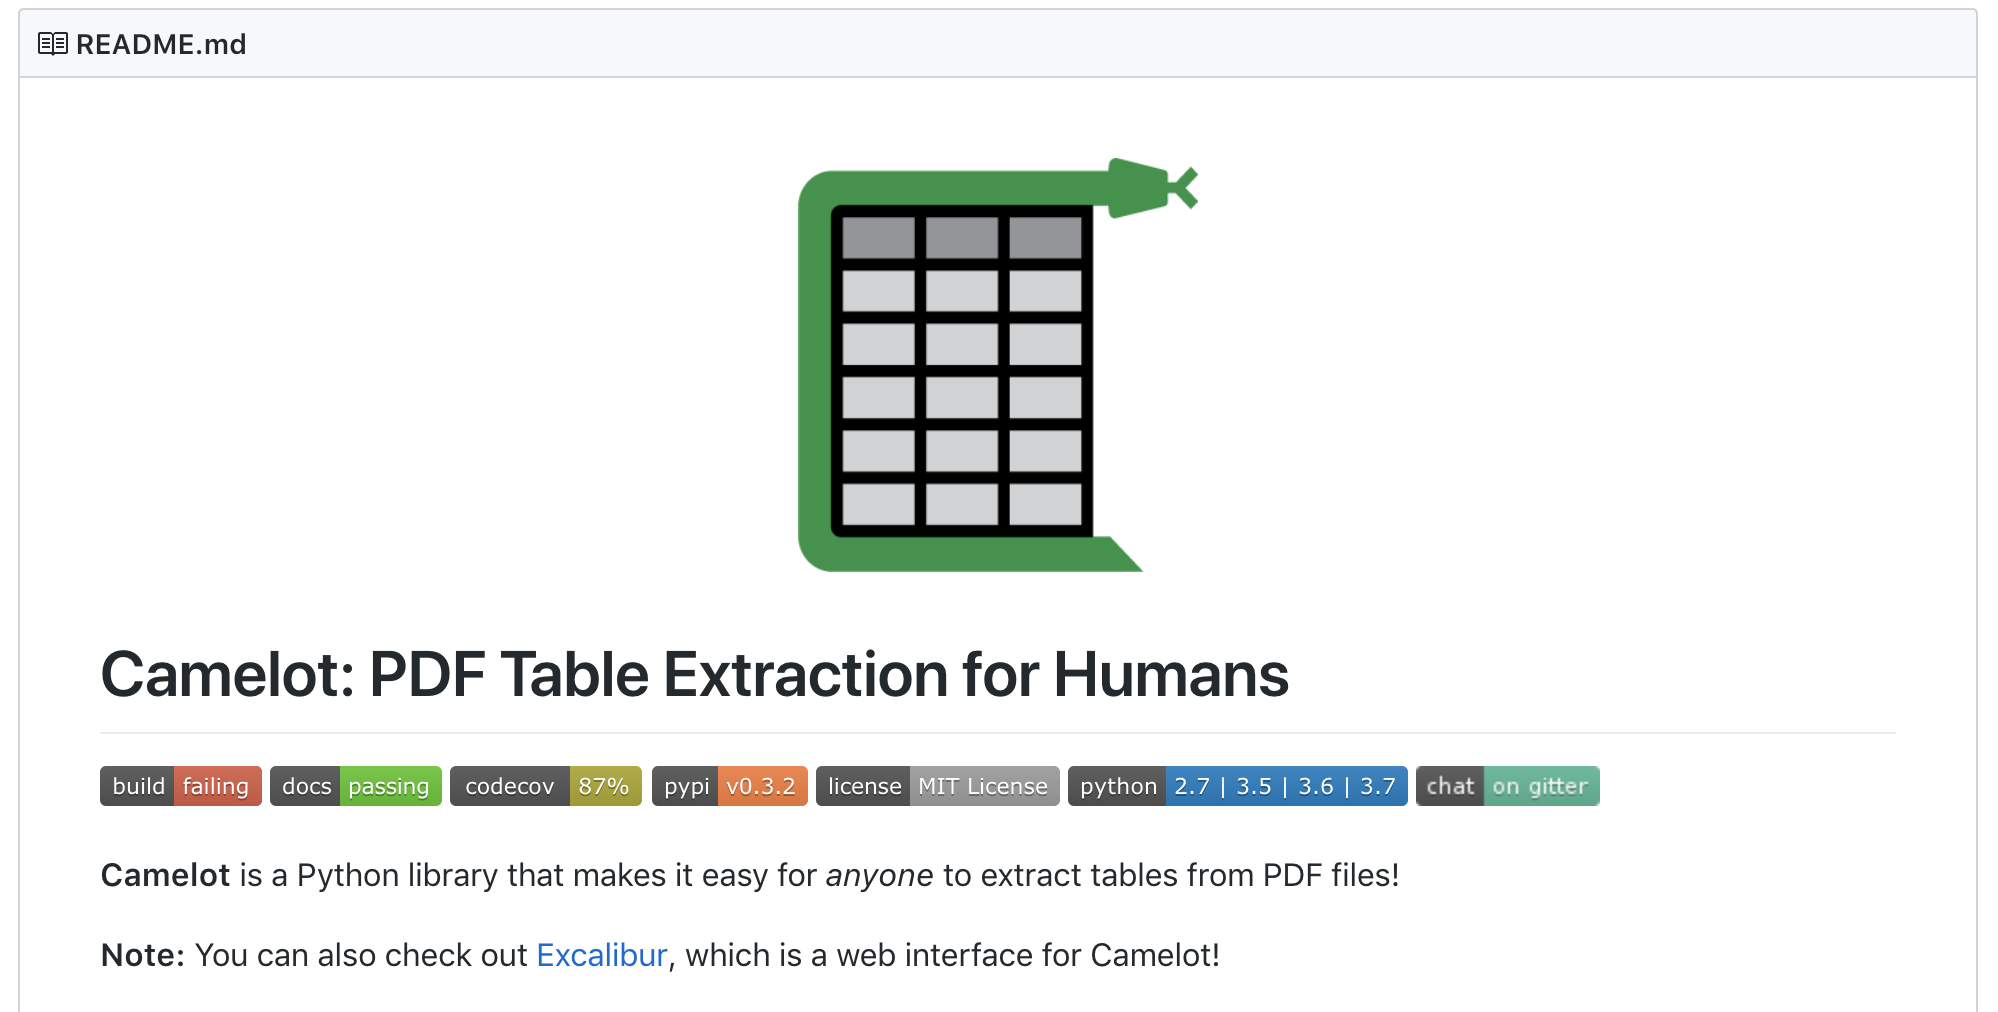 README.md
Camelot: PDF Table Extraction for Humans
build failing docs passing codecov 87% pypi v0.3.2 license MIT License python 2.7 | 3.5 | 3.6 | 3.7 chat on gitter
Camelot is a Python library that makes it easy for anyone to extract tables from PDF files!
Note: You can also check out Excalibur, which is a web interface for Camelot!